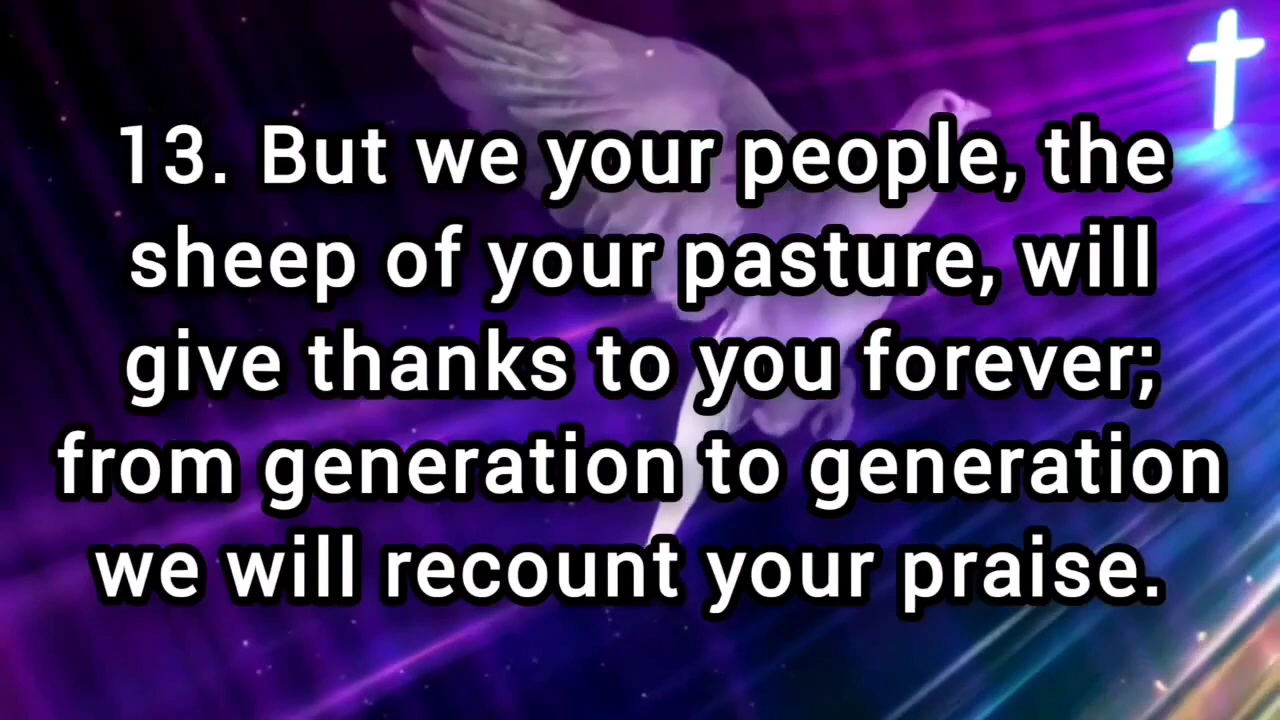 13. But we your people, the
sheep of your pasture, will
give thanks to you forever;
from generation to generation
we will recount your praise.